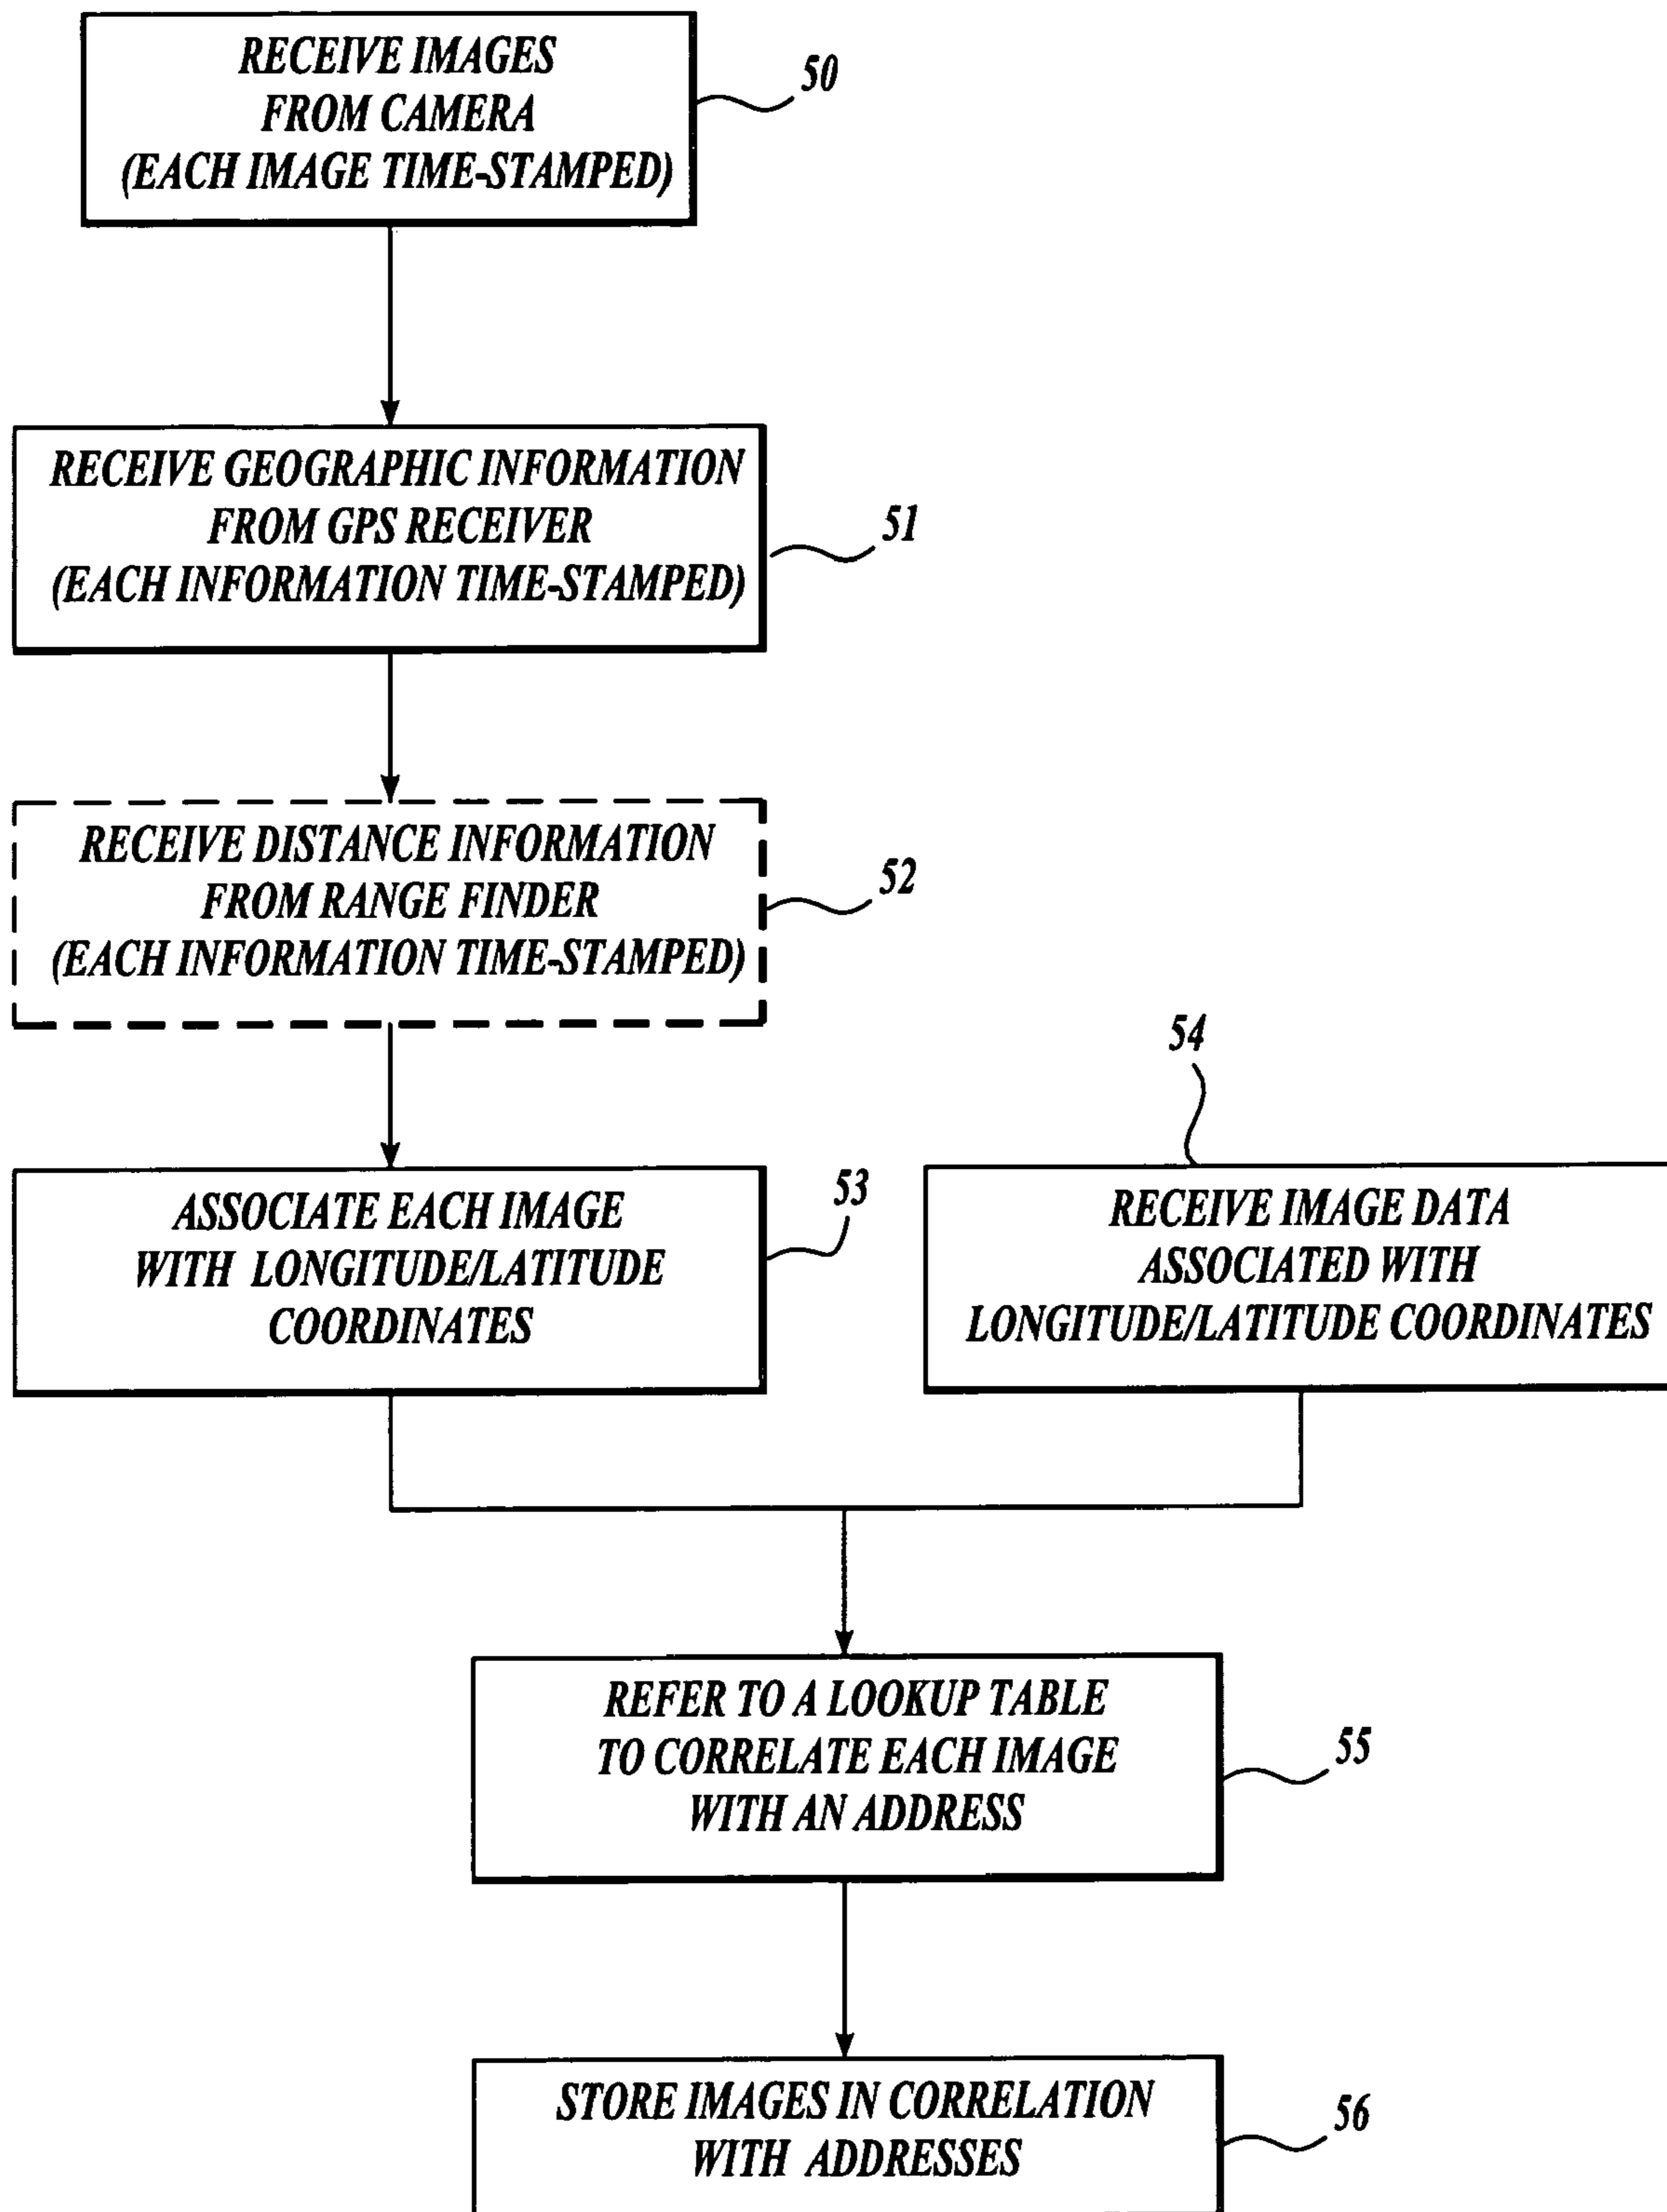 RECEIVE IMAGES
FROM CAMERA
(EACH IMAGE TIME-STAMPED)
50
RECEIVE GEOGRAPHIC INFORMATION
FROM GPS RECEIVER
(EACH INFORMATION TIME-STAMPED)
51
RECEIVE DISTANCE INFORMATION
FROM RANGE FINDER
(EACH INFORMATION TIME-STAMPED)
52
ASSOCIATE EACH IMAGE
WITH LONGITUDE/LATITUDE
COORDINATES
53
54
RECEIVE IMAGE DATA
ASSOCIATED WITH
LONGITUDE/LATITUDE COORDINATES
REFER TO A LOOKUP TABLE
TO CORRELATE EACH IMAGE
WITH AN ADDRESS
55
STORE IMAGES IN CORRELATION
WITH ADDRESSES
56